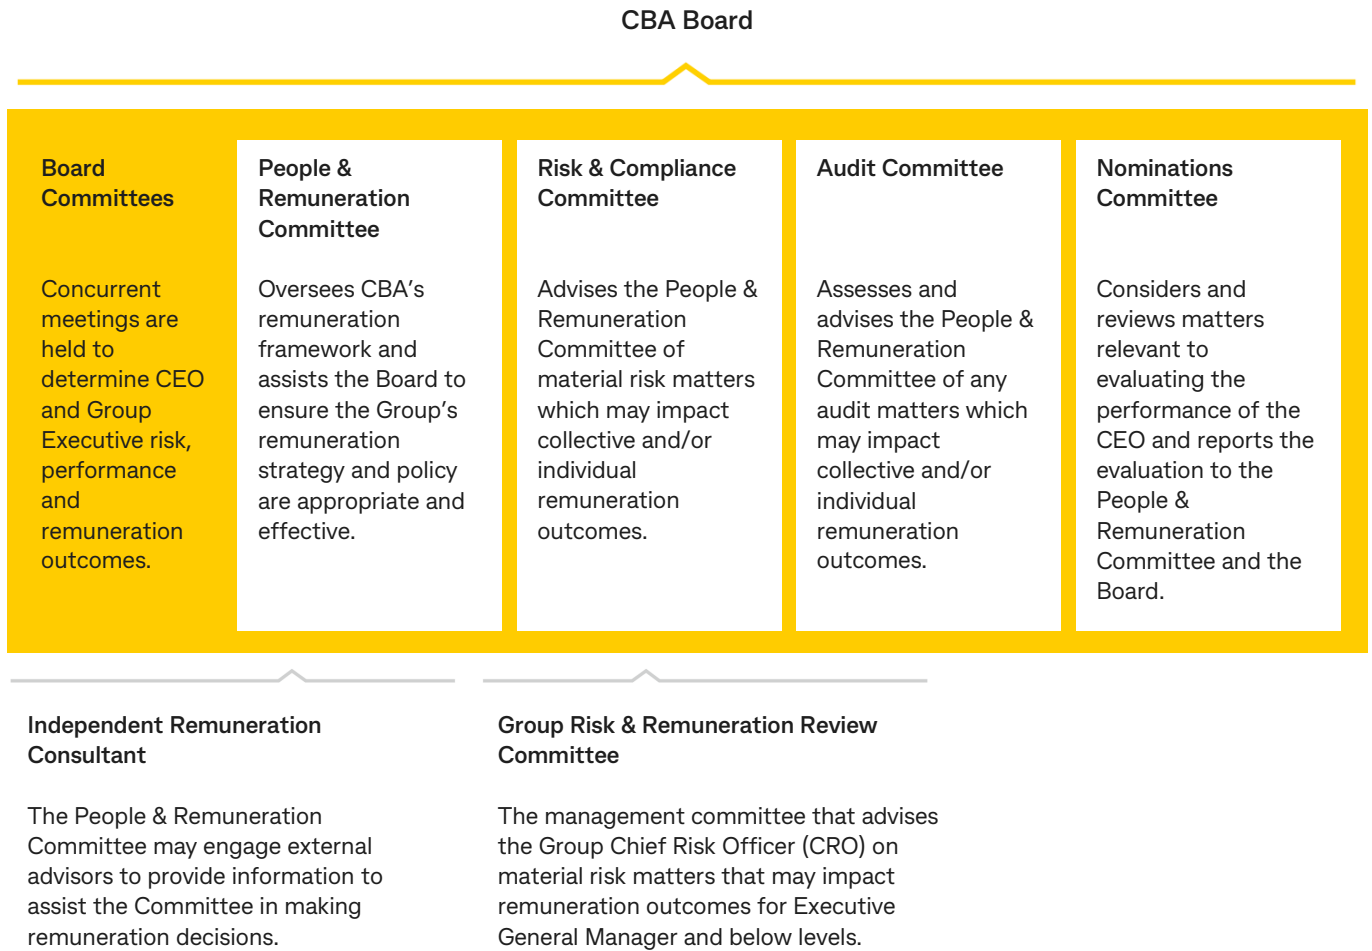 CBA Board
Board
Committees
Concurrent
meetings are
held to
determine CEO
and Group
Executive risk,
performance
and
remuneration
outcomes.
People &
Remuneration
Committee
Oversees CBA’s
remuneration
framework and
assists the Board to
ensure the Group’s
remuneration
strategy and policy
are appropriate and
effective.
Risk & Compliance
Committee
Advises the People &
Remuneration
Committee of
material risk matters
which may impact
collective and/or
individual
remuneration
outcomes.
Audit Committee
Assesses and
advises the People &
Remuneration
Committee of any
audit matters which
may impact
collective and/or
individual
remuneration
outcomes.
Nominations
Committee
Considers and
reviews matters
relevant to
evaluating the
performance of the
CEO and reports the
evaluation to the
People &
Remuneration
Committee and the
Board.
Independent Remuneration
Consultant
The People & Remuneration
Committee may engage external
advisors to provide information to
assist the Committee in making
remuneration decisions.
Group Risk & Remuneration Review
Committee
The management committee that advises
the Group Chief Risk Officer (CRO) on
material risk matters that may impact
remuneration outcomes for Executive
General Manager and below levels.